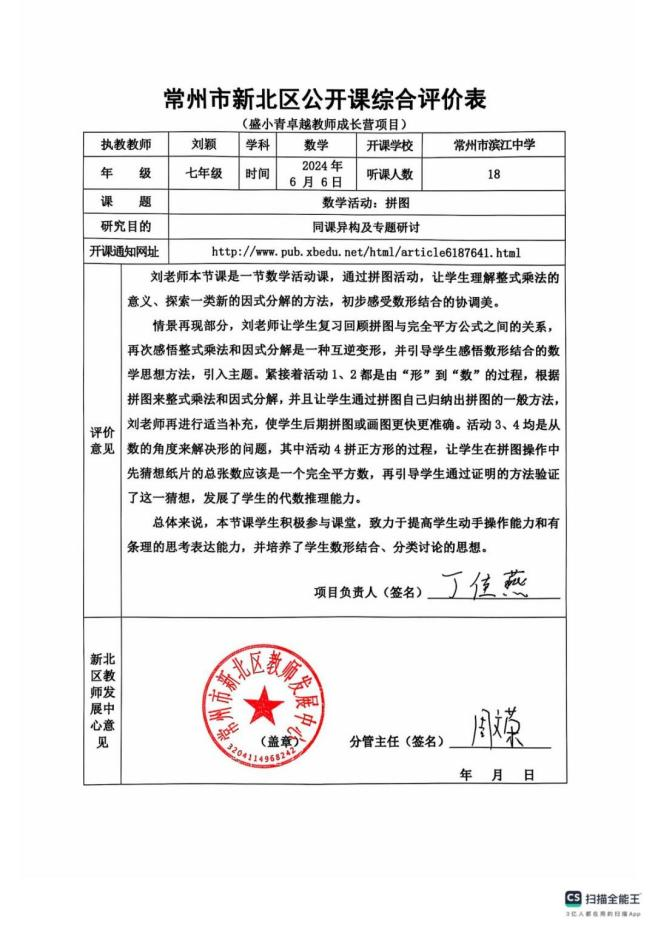 常州市新北区公开课综合评价表
（盛小青卓越教师成长营项目）
执教教师 刘颖 学科 数学 开课学校 常州市滨江中学
年 级 七年级 时间 2024 年 6 月 6 日 听课人数 18
课 题 数学活动：拼图
研究目的 同课异构及专题研讨
开课通知网址 http://www.pub.xbedu.net/html/article6187641.html
评价意见
刘老师本节课是一节数学活动课，通过拼图活动，让学生理解整式乘法的
意义、探索一类新的因式分解的方法，初步感受数形结合的协调美。
情景再现部分，刘老师让学生复习回顾拼图与完全平方公式之间的关系，
再次感悟整式乘法和因式分解是一种互逆变形，并引导学生感悟数形结合的数
学思想方法，引入主题。紧接着活动 1、2 都是由“形”到“数”的过程，根据
拼图来整式乘法和因式分解，并且让学生通过拼图自己归纳出拼图的一般方法，
刘老师再进行适当补充，使学生后期拼图或画图更快更准确。活动 3、4 均是从
数的角度来解决形的问题，其中活动 4 拼正方形的过程，让学生在拼图操作中
先猜想纸片的总张数应该是一个完全平方数，再引导学生通过证明的方法验证
了这一猜想，发展了学生的代数推理能力。
总体来说，本节课学生积极参与课堂，致力于提高学生动手操作能力和有
条理的思考表达能力，并培养了学生数形结合、分类讨论的思想。
项目负责人（签名） 丁佳燕
新北区教师发展中心意见
常州市新北区教师发展中心
3204114968242
（盖章） 分管主任（签名） 周文荣
年 月 日
CS 扫描全能王
3亿人都在用的扫描App